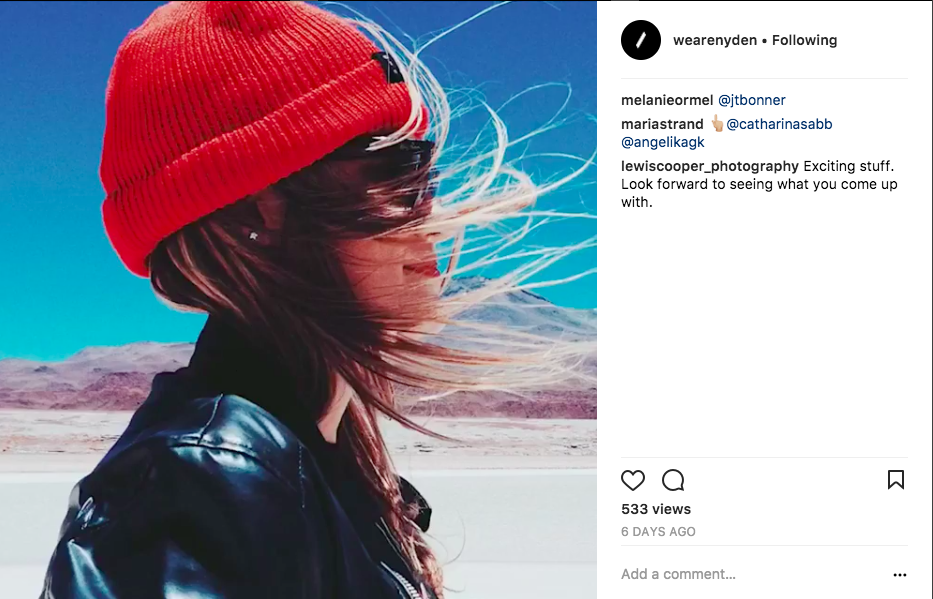 wearenyden • Following
melanieormel @jtbonner
mariastrand 👆🏼@catharinasabb
@angelikagk
lewiscooper_photography Exciting stuff.
Look forward to seeing what you come up
with.
533 views
6 DAYS AGO
Add a comment...